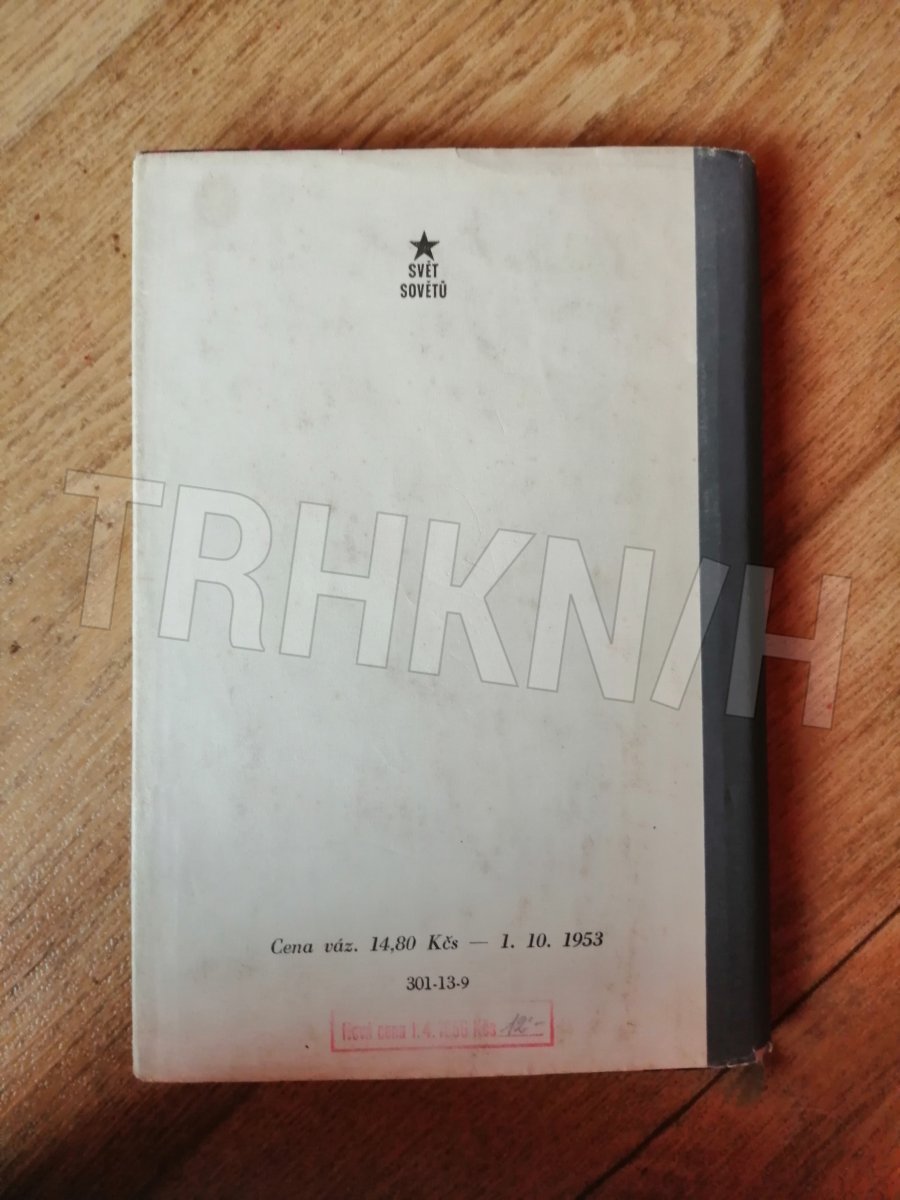 SVĚT
SOVĚTŮ
TRHKNIH
Cena váz. 14,80 Kčs — 1. 10. 1953
301-13-9
Nová cena 1. 4. 1956 Kčs 12·–